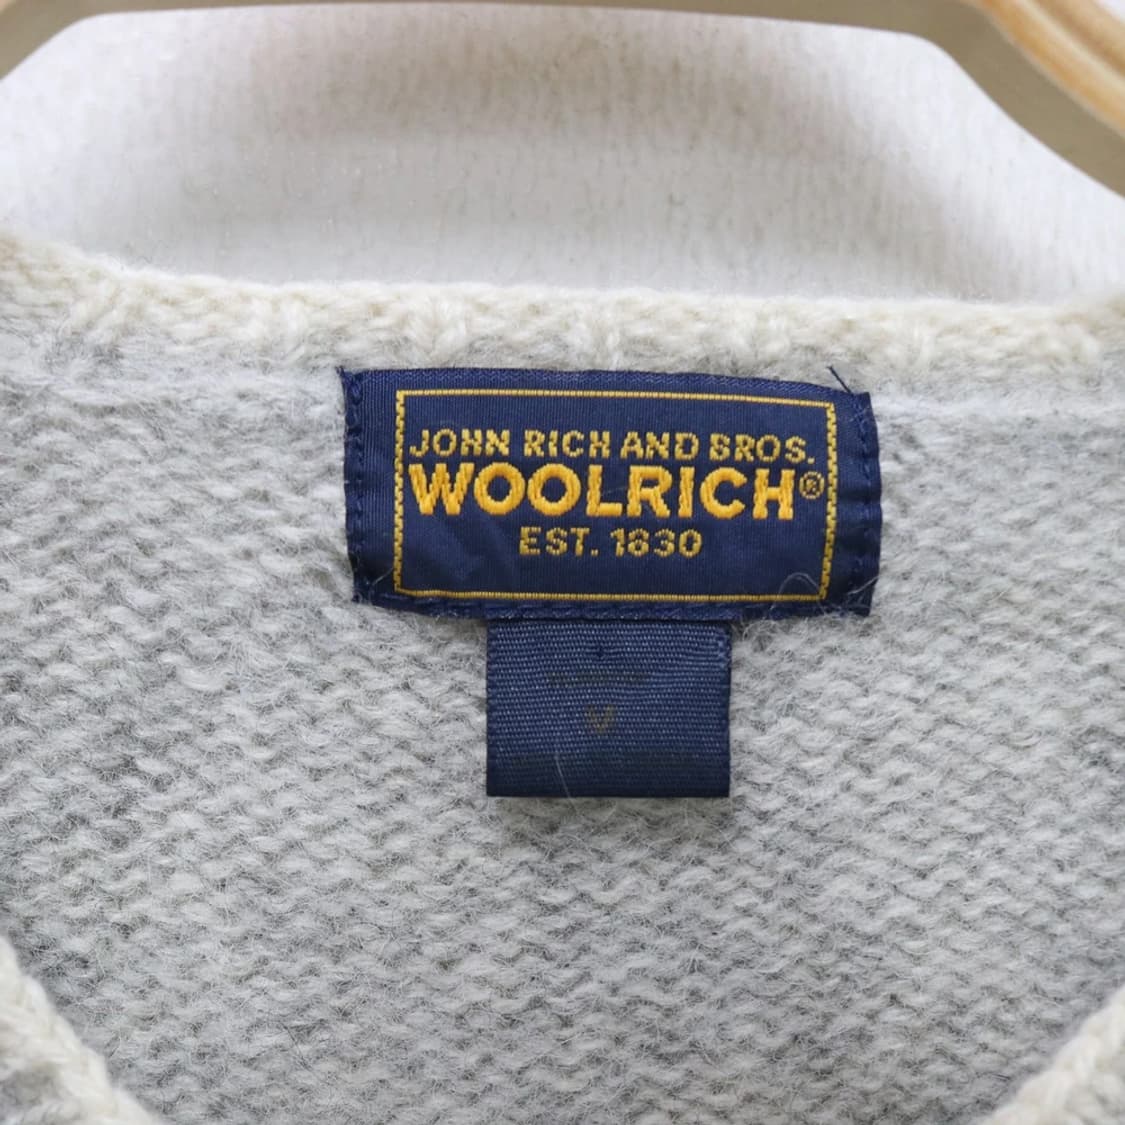 JOHN RICH AND BROS.
WOOLRICH®
EST. 1830
M